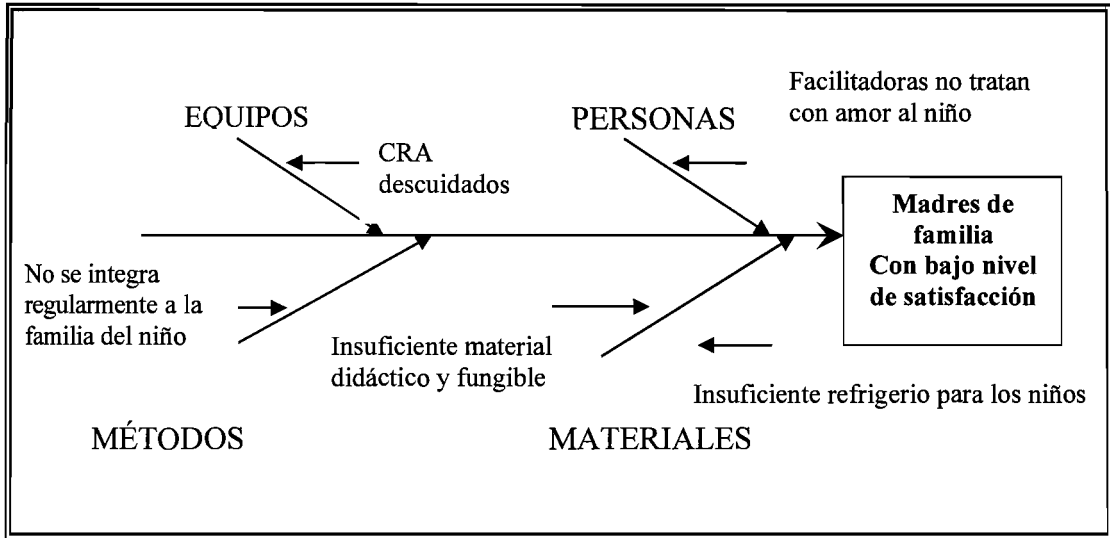 Facilitadoras no tratan
con amor al niño
EQUIPOS
PERSONAS
CRA
descuidados
Madres de
familia
Con bajo nivel
de satisfacción
No se integra
regularmente a la
familia del niño
Insuficiente material
didáctico y fungible
Insuficiente refrigerio para los niños
MÉTODOS
MATERIALES